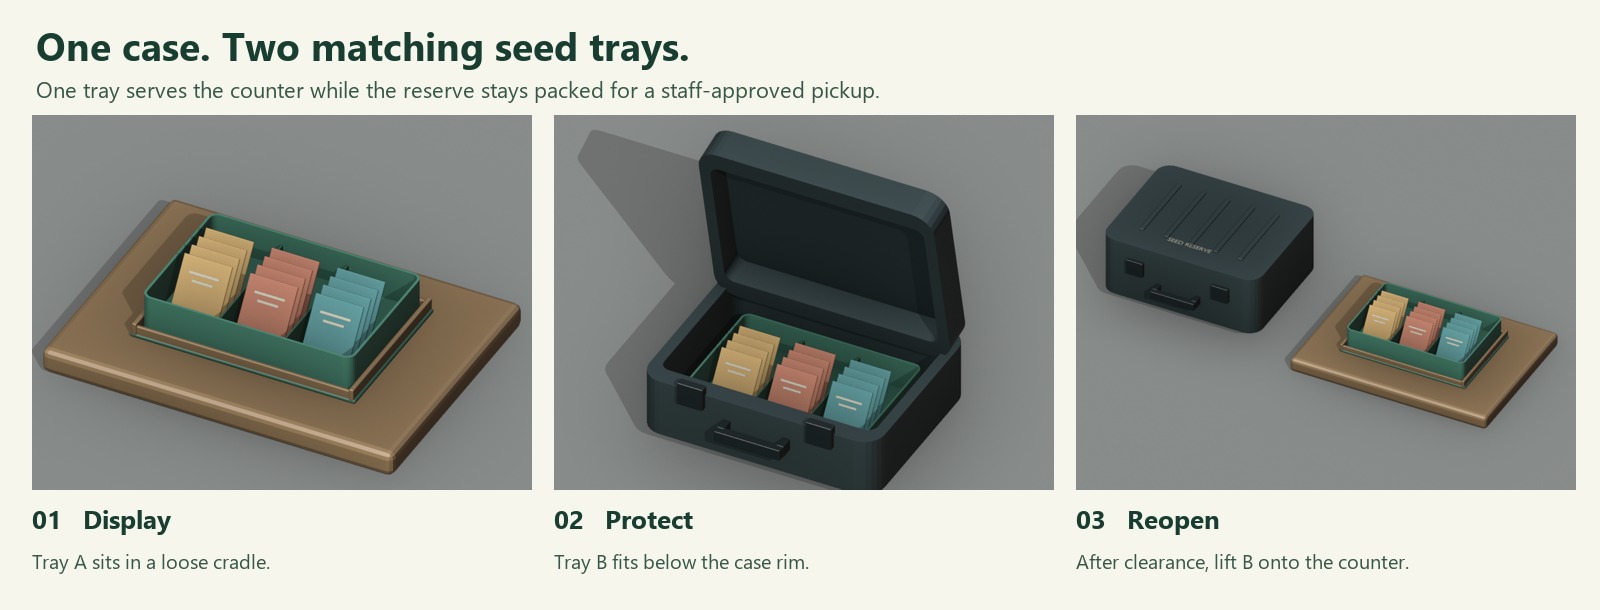 One case. Two matching seed trays.
One tray serves the counter while the reserve stays packed for a staff-approved pickup.
SEED RESERVE
01 Display
Tray A sits in a loose cradle.
02 Protect
Tray B fits below the case rim.
03 Reopen
After clearance, lift B onto the counter.